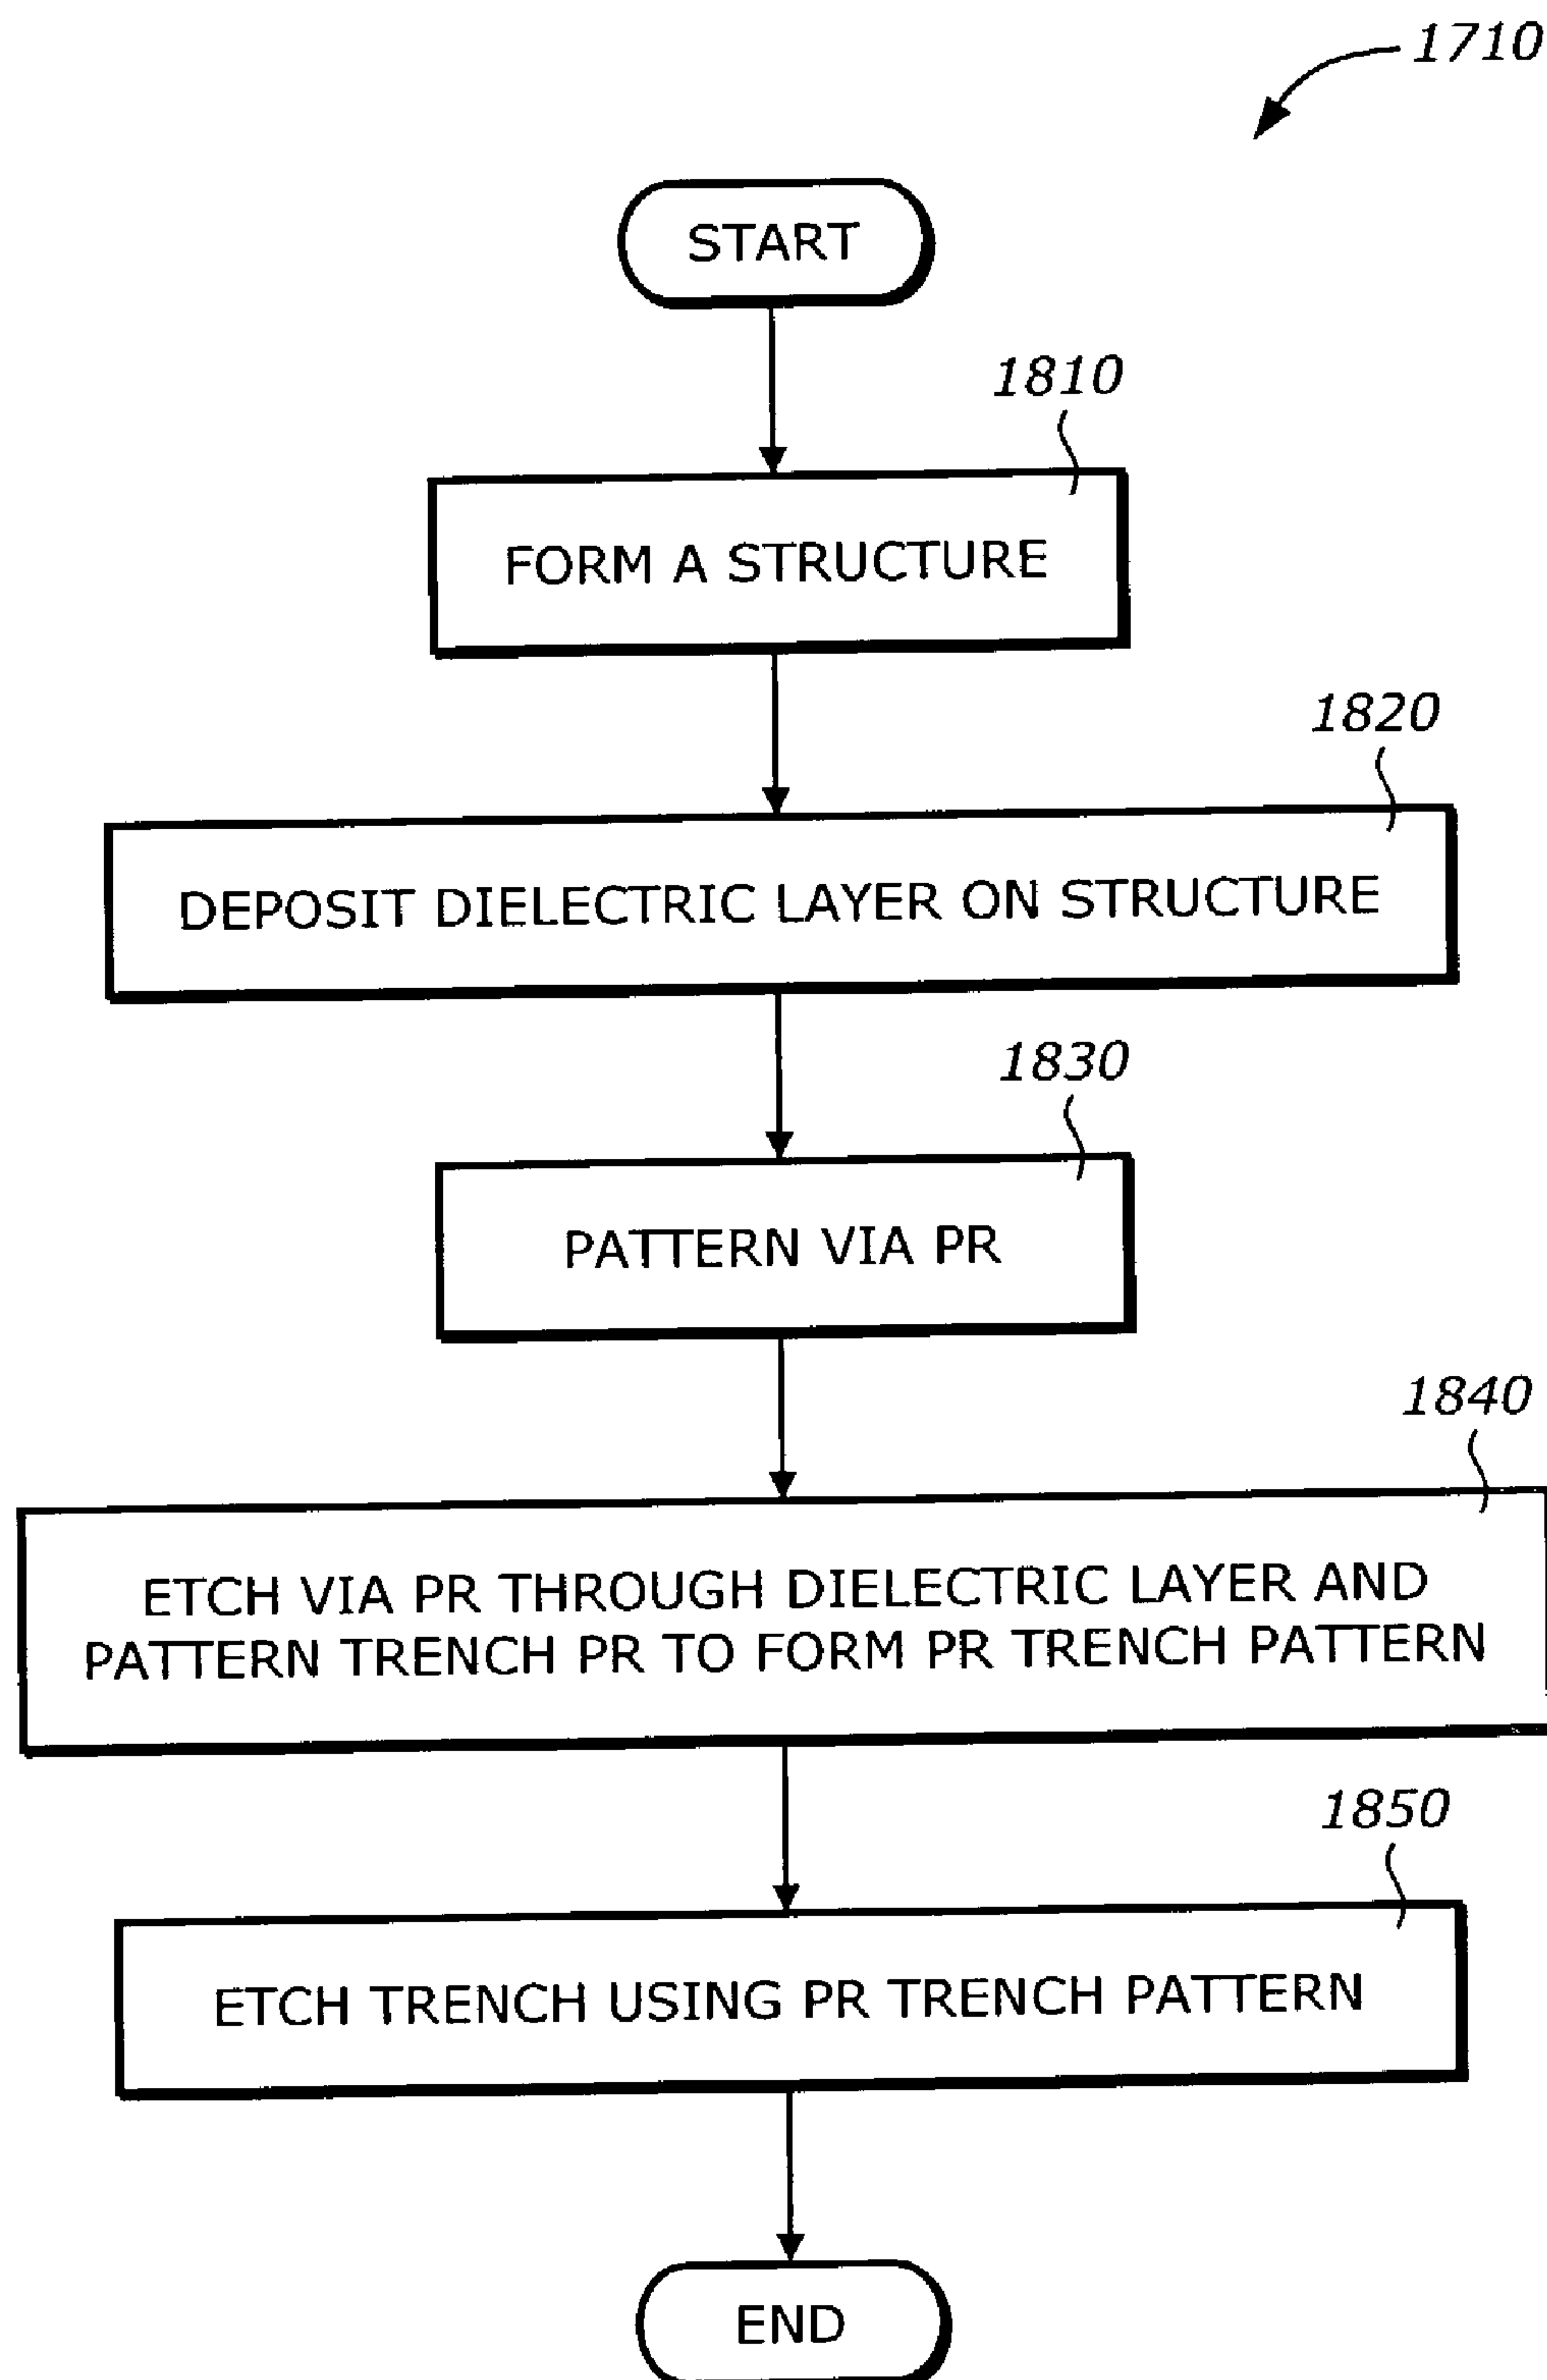 1710
START
1810
FORM A STRUCTURE
1820
DEPOSIT DIELECTRIC LAYER ON STRUCTURE
1830
PATTERN VIA PR
1840
ETCH VIA PR THROUGH DIELECTRIC LAYER AND
PATTERN TRENCH PR TO FORM PR TRENCH PATTERN
1850
ETCH TRENCH USING PR TRENCH PATTERN
END